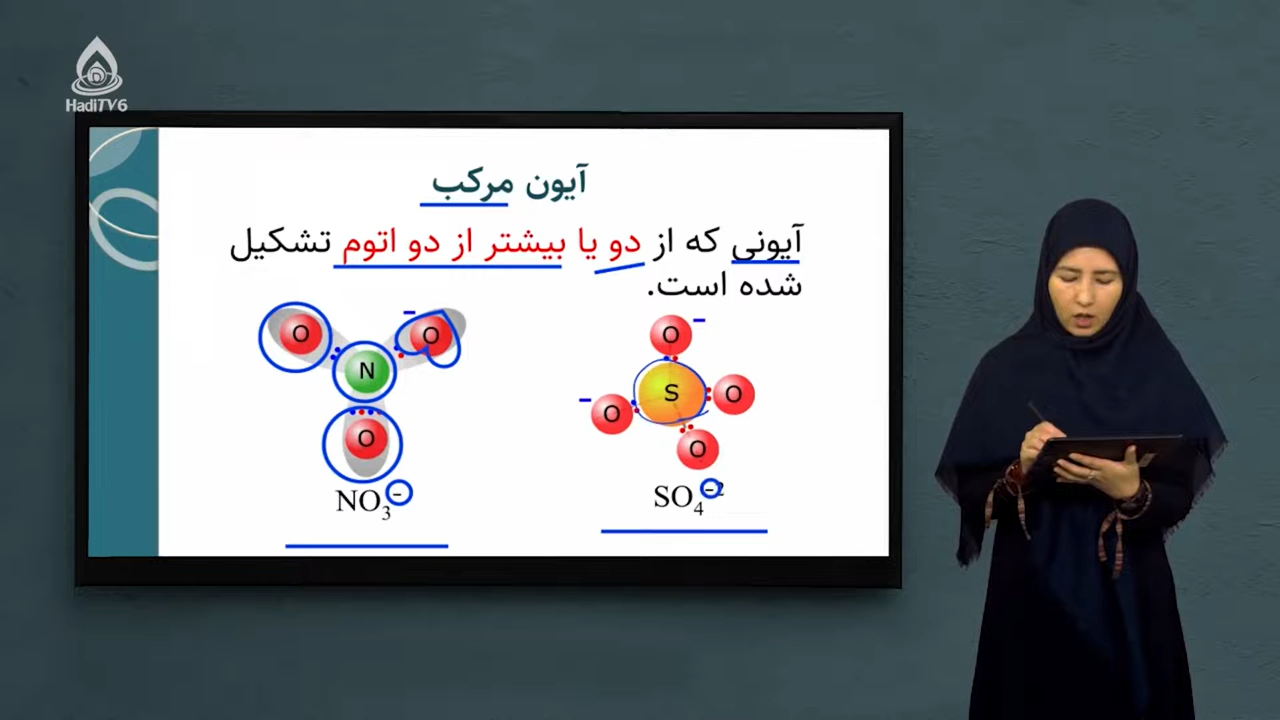 HadiTV6
آیون مرکب
آیونی که از دو یا بیشتر از دو اتوم تشکیل
شده است.
O O
N
O
NO3-
O
S O
O
O
SO4-2